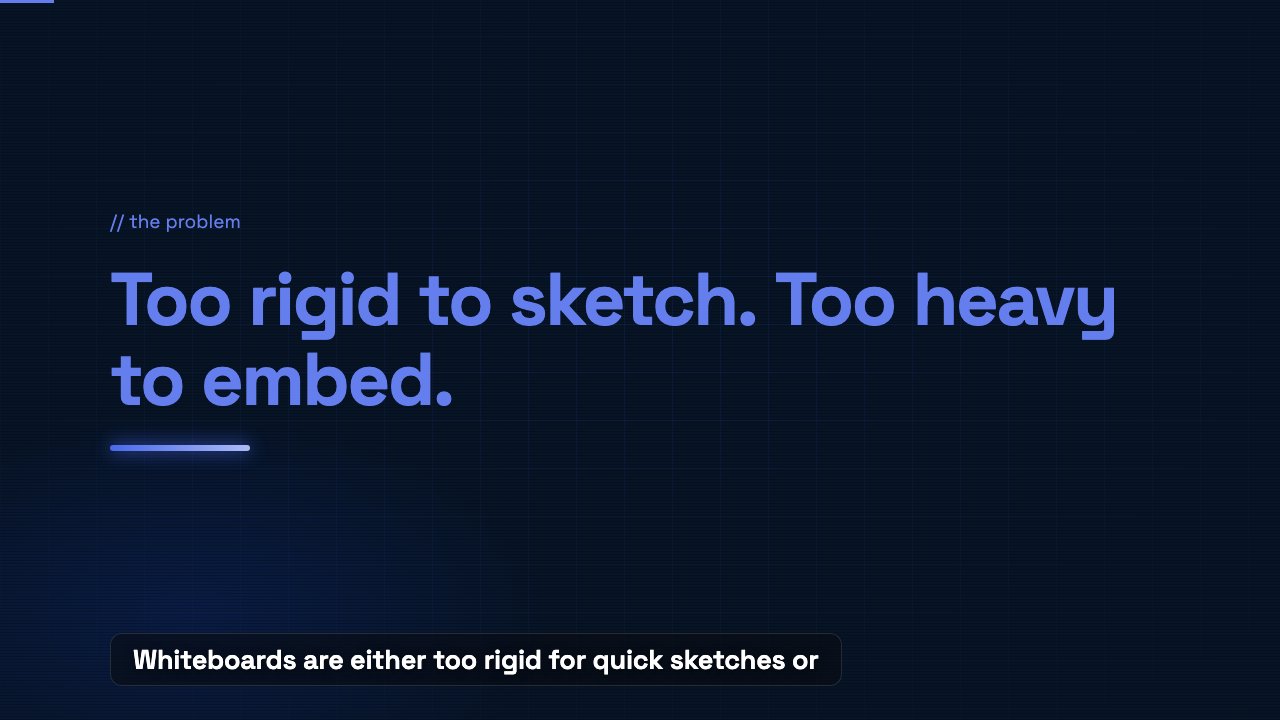 // the problem
Too rigid to sketch. Too heavy
to embed.
Whiteboards are either too rigid for quick sketches or